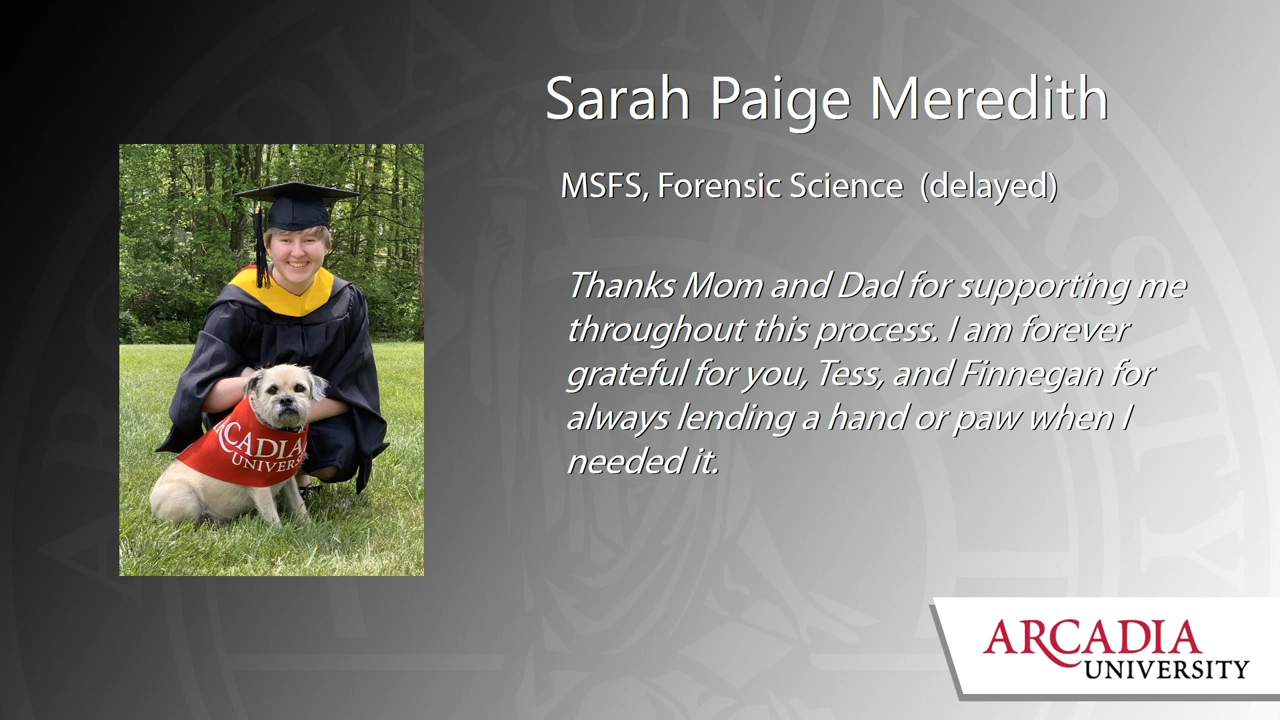 Sarah Paige Meredith
MSFS, Forensic Science (delayed)
Thanks Mom and Dad for supporting me
throughout this process. I am forever
grateful for you, Tess, and Finnegan for
always lending a hand or paw when I
needed it.
ARCADIA
UNIVERS
ARCADIA
UNIVERSITY
ARCADIA UNIVERSITY